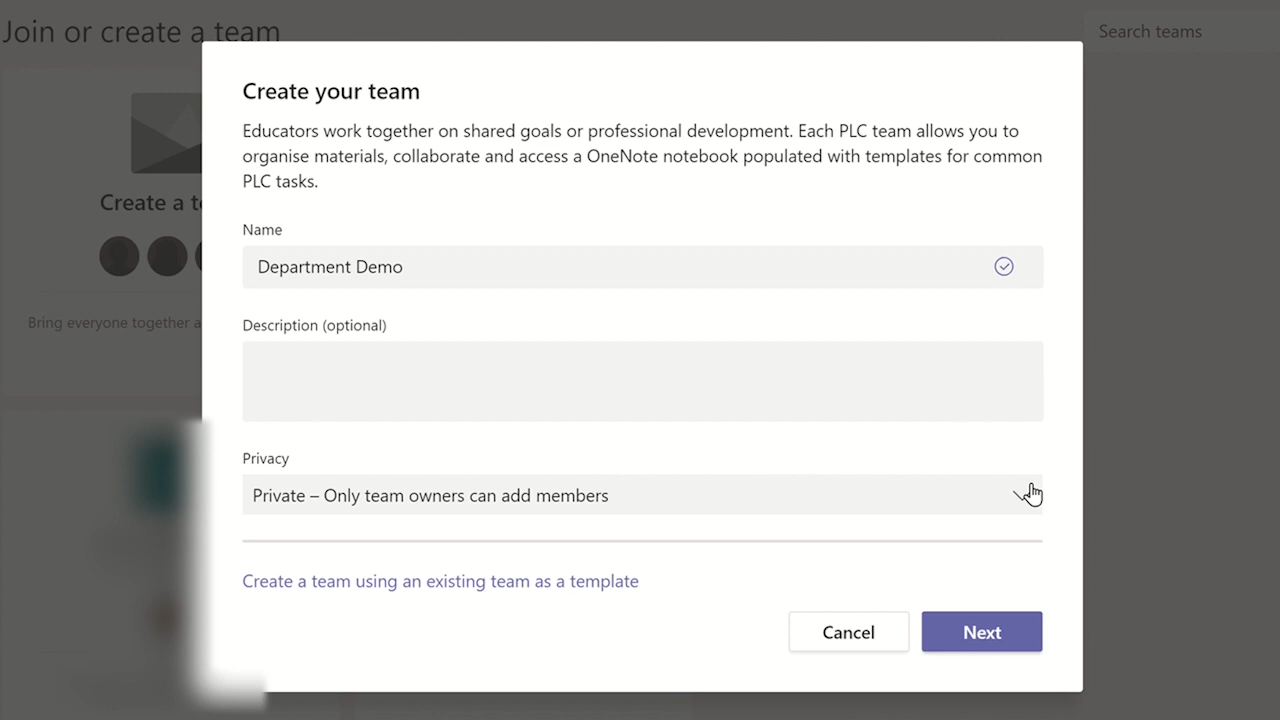 Join or create a team
Search teams
Create your team
Educators work together on shared goals or professional development. Each PLC team allows you to
organise materials, collaborate and access a OneNote notebook populated with templates for common
PLC tasks.
Create a
Name
Department Demo
Bring everyone together
Description (optional)
Privacy
Private – Only team owners can add members
Create a team using an existing team as a template
Cancel
Next